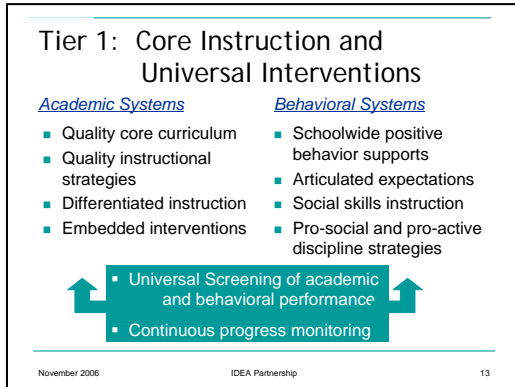 Tier 1:  Core Instruction and
Universal Interventions
Academic Systems
▪ Quality core curriculum
▪ Quality instructional
strategies
▪ Differentiated instruction
▪ Embedded interventions
Behavioral Systems
▪ Schoolwide positive
behavior supports
▪ Articulated expectations
▪ Social skills instruction
▪ Pro-social and pro-active
discipline strategies
▪ Universal Screening of academic
and behavioral performance
▪ Continuous progress monitoring
November 2006 IDEA Partnership 13